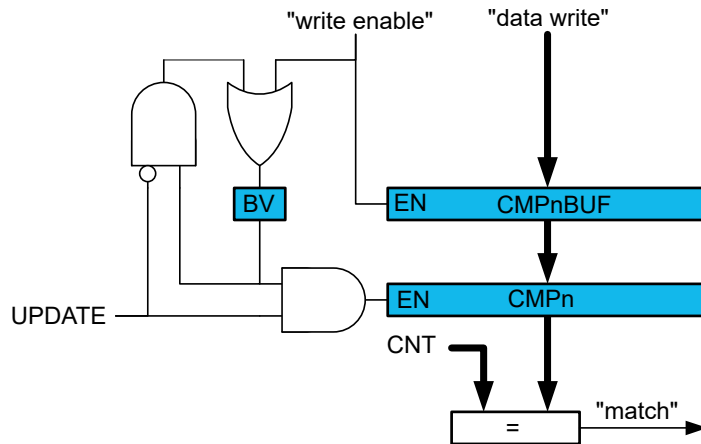 "write enable" "data write"
BV
EN CMPnBUF
EN CMPn
UPDATE
CNT
=
"match"